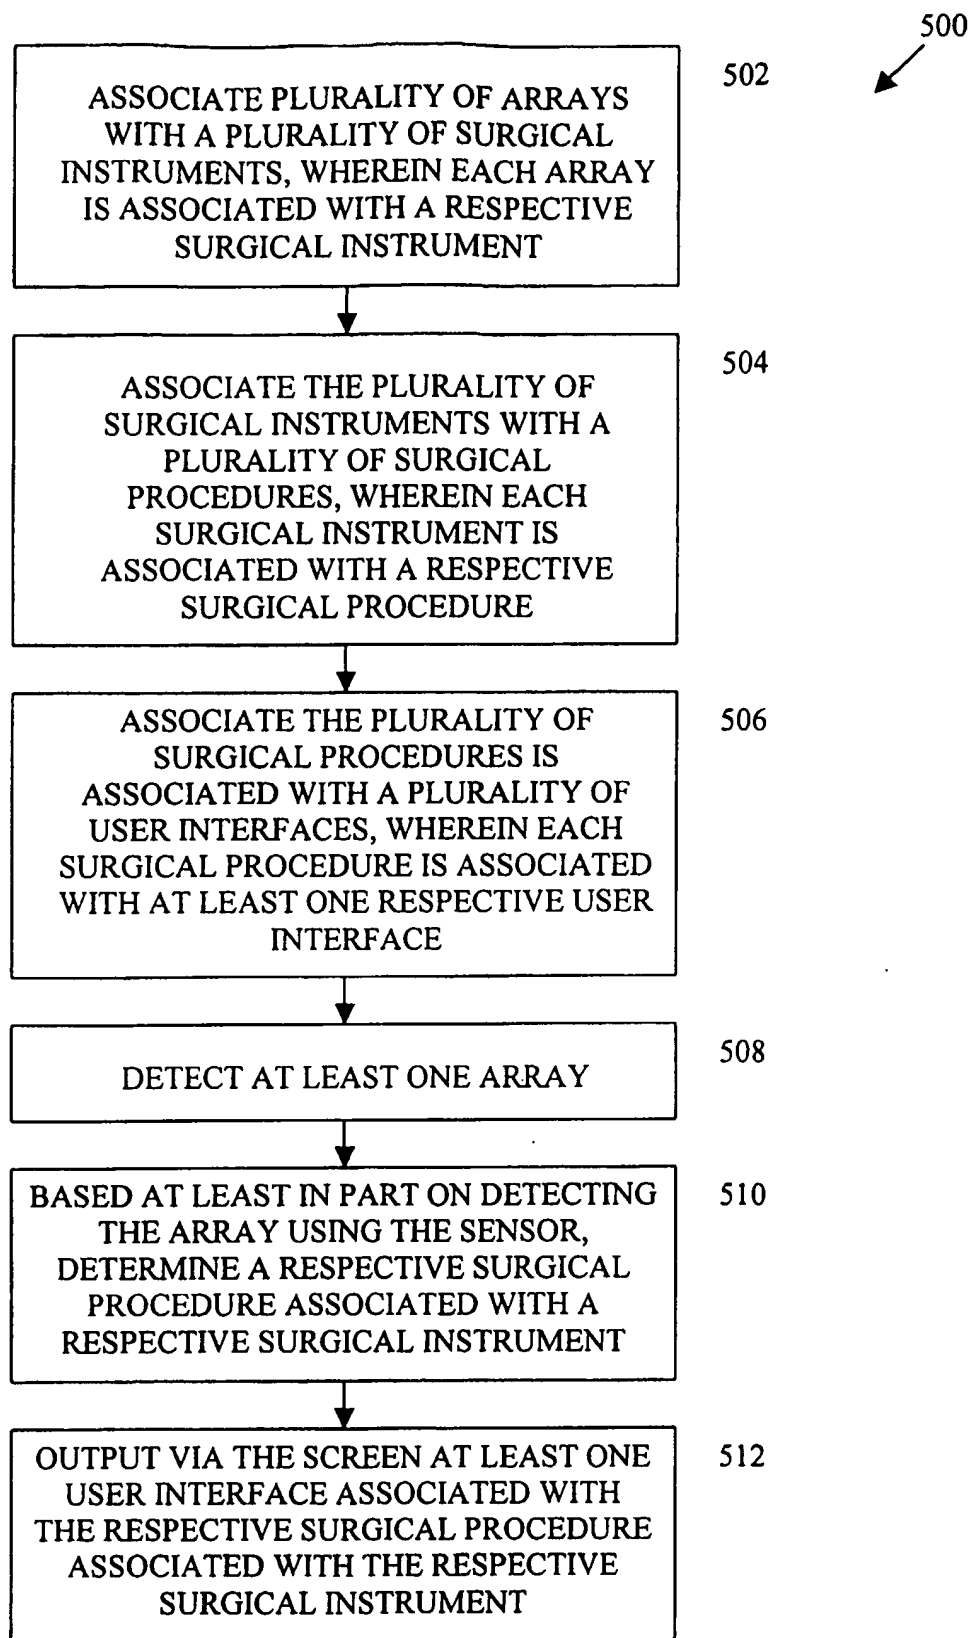 500
502
ASSOCIATE PLURALITY OF ARRAYS
WITH A PLURALITY OF SURGICAL
INSTRUMENTS, WHEREIN EACH ARRAY
IS ASSOCIATED WITH A RESPECTIVE
SURGICAL INSTRUMENT
504
ASSOCIATE THE PLURALITY OF
SURGICAL INSTRUMENTS WITH A
PLURALITY OF SURGICAL
PROCEDURES, WHEREIN EACH
SURGICAL INSTRUMENT IS
ASSOCIATED WITH A RESPECTIVE
SURGICAL PROCEDURE
506
ASSOCIATE THE PLURALITY OF
SURGICAL PROCEDURES IS
ASSOCIATED WITH A PLURALITY OF
USER INTERFACES, WHEREIN EACH
SURGICAL PROCEDURE IS ASSOCIATED
WITH AT LEAST ONE RESPECTIVE USER
INTERFACE
508
DETECT AT LEAST ONE ARRAY
510
BASED AT LEAST IN PART ON DETECTING
THE ARRAY USING THE SENSOR,
DETERMINE A RESPECTIVE SURGICAL
PROCEDURE ASSOCIATED WITH A
RESPECTIVE SURGICAL INSTRUMENT
512
OUTPUT VIA THE SCREEN AT LEAST ONE
USER INTERFACE ASSOCIATED WITH
THE RESPECTIVE SURGICAL PROCEDURE
ASSOCIATED WITH THE RESPECTIVE
SURGICAL INSTRUMENT